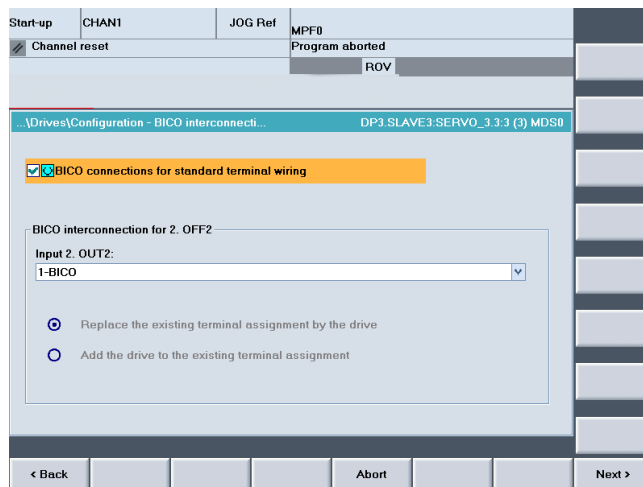 Start-up CHAN1 JOG Ref MPF0
Channel reset Program aborted
ROV
...\Drives\Configuration - BICO interconnecti... DP3.SLAVE3:SERVO_3.3:3 (3) MDS0
BICO connections for standard terminal wiring
BICO interconnection for 2. OFF2
Input 2. OUT2:
1-BICO
Replace the existing terminal assignment by the drive
Add the drive to the existing terminal assignment
< Back Abort Next >